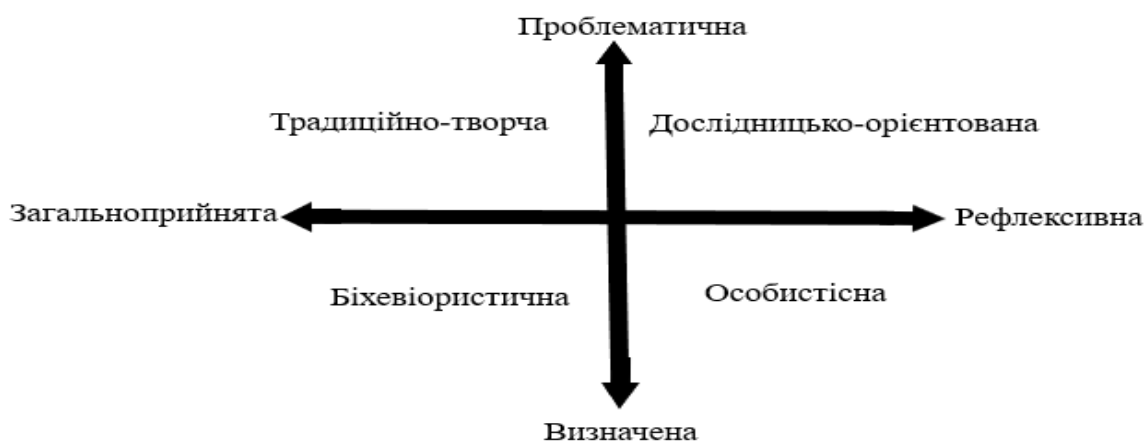 Проблематична
Традиційно-творча
Дослідницько-орієнтована
Загальноприйнята
Рефлексивна
Біхевіористична
Особистісна
Визначена